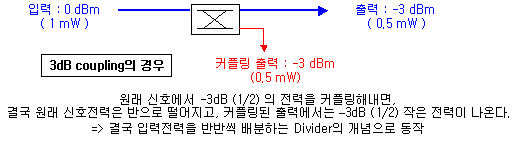 입력 : 0 dBm
( 1 mW )
출력 : -3 dBm
( 0,5 mW)
3dB coupling의 경우
커플링 출력 : -3 dBm
(0,5 mW)
원래 신호에서 -3dB (1/2) 의 전력을 커플링해내면,
결국 원래 신호전력은 반으로 떨어지고, 커플링된 출력에서는 -3dB (1/2) 작은 전력이 나온다.
=> 결국 입력전력을 반반씩 배분하는 Divider의 개념으로 동작